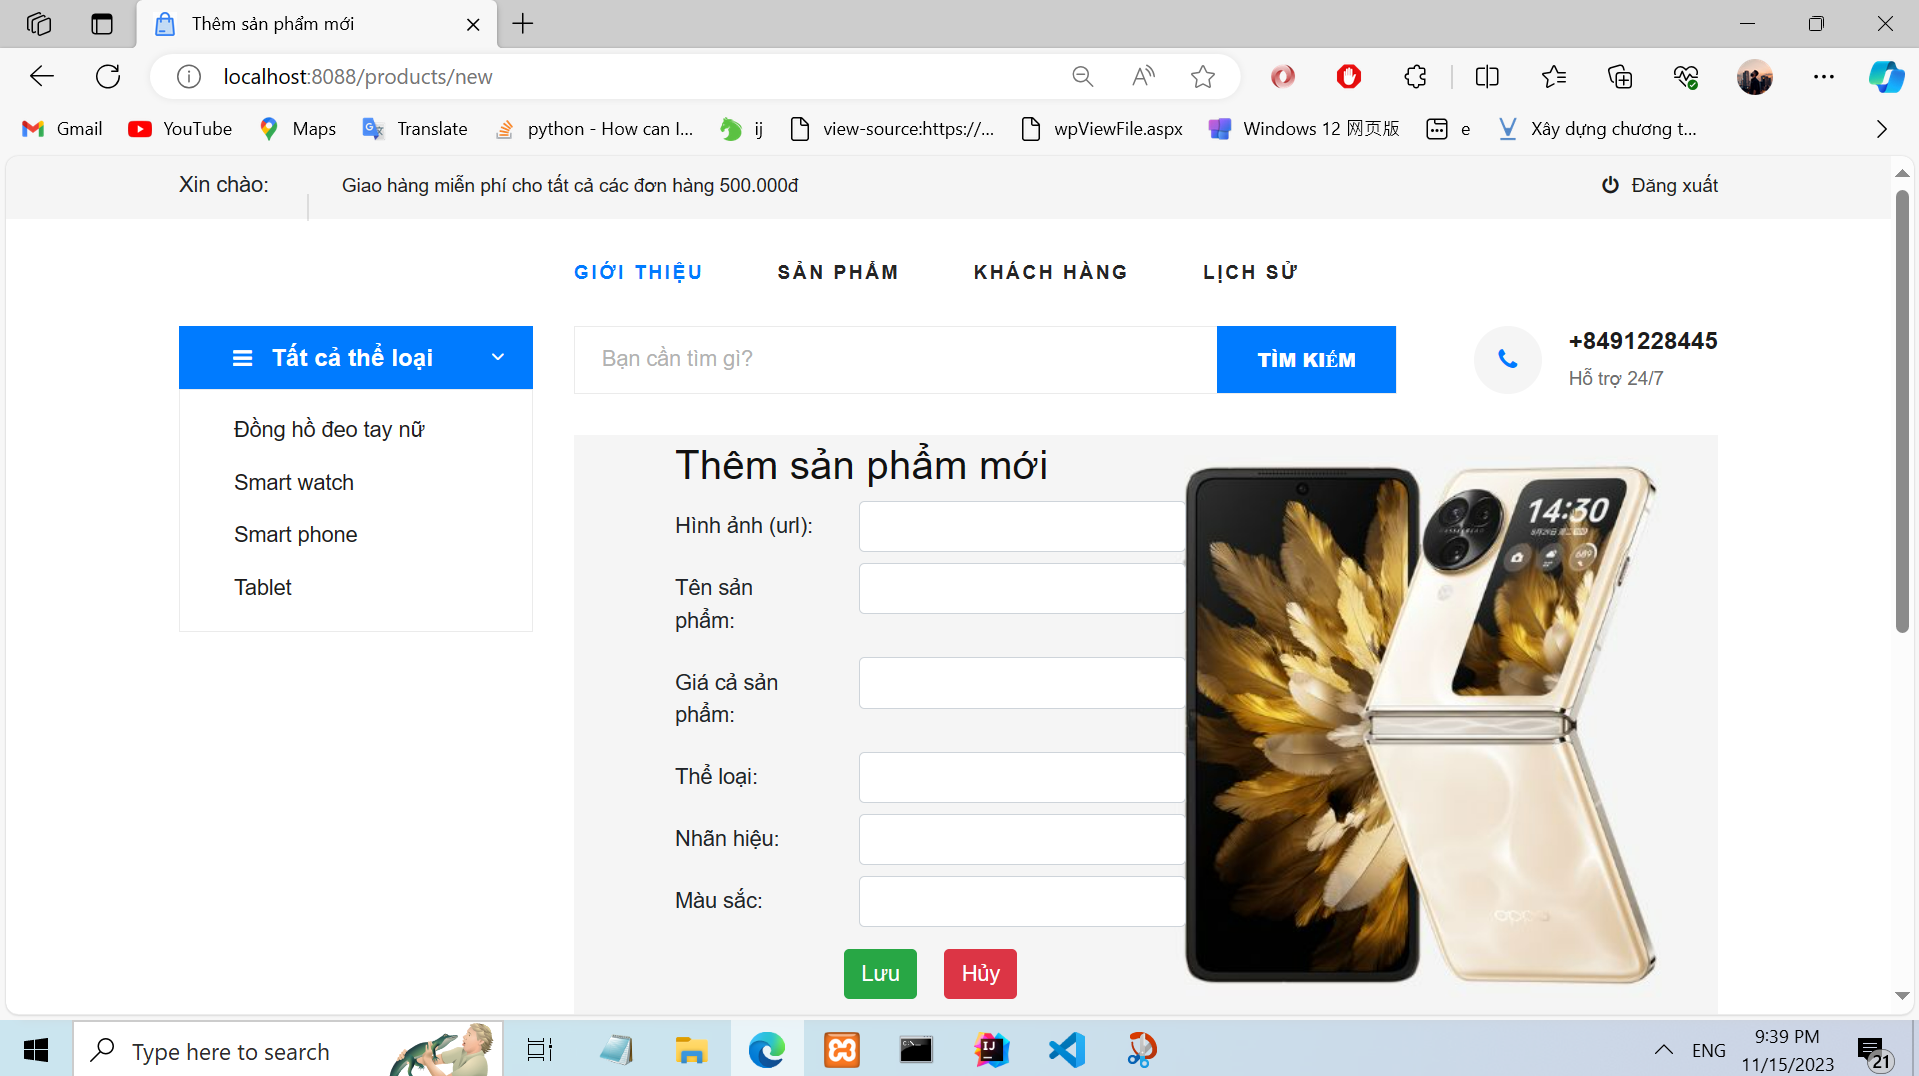 Thêm sản phẩm mới
localhost:8088/products/new
Gmail
YouTube
Maps
Translate
python - How can I...
ij
view-source:https://...
wpViewFile.aspx
Windows 12 网页版
e
Xây dựng chương t...
Xin chào:
Giao hàng miễn phí cho tất cả các đơn hàng 500.000đ
Đăng xuất
GIỚI THIỆU
SẢN PHẨM
KHÁCH HÀNG
LỊCH SỬ
Tất cả thể loại
Bạn cần tìm gì?
TÌM KIẾM
+8491228445
Hỗ trợ 24/7
Đồng hồ đeo tay nữ
Smart watch
Smart phone
Tablet
Thêm sản phẩm mới
Hình ảnh (url):
Tên sản
phẩm:
Giá cả sản
phẩm:
Thể loại:
Nhãn hiệu:
Màu sắc:
Lưu
Hủy
14:30
oppo
Type here to search
ENG
9:39 PM
11/15/2023
21